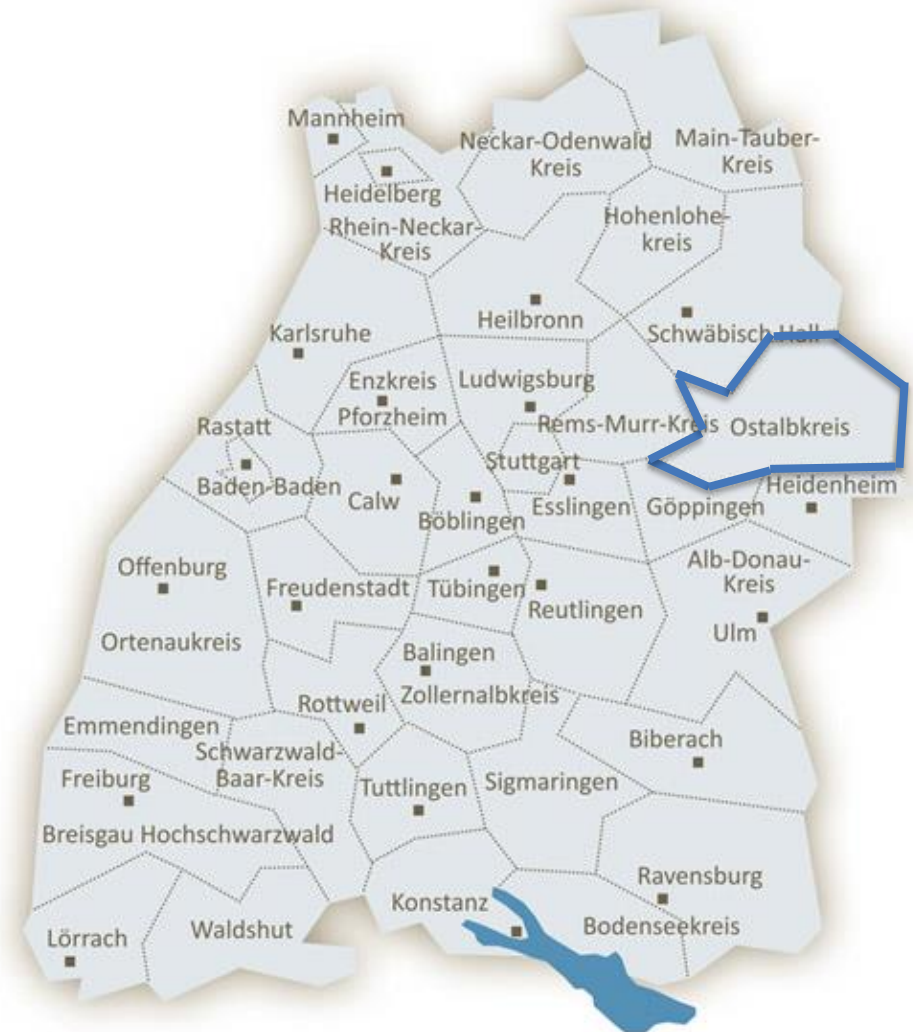 Mannheim
Neckar-Odenwald
Kreis
Main-Tauber-
Kreis
Heidelberg
Rhein-Neckar-
Kreis
Hohenlohe-
kreis
Heilbronn
Schwäbisch Hall
Karlsruhe
Enzkreis
Pforzheim
Ludwigsburg
Rems-Murr-Kreis
Ostalbkreis
Rastatt
Baden-Baden
Calw
Stuttgart
Böblingen
Esslingen
Göppingen
Heidenheim
Offenburg
Ortenaukreis
Freudenstadt
Tübingen
Reutlingen
Alb-Donau-
Kreis
Ulm
Balingen
Zollernalbkreis
Rottweil
Emmendingen
Schwarzwald-
Baar-Kreis
Freiburg
Breisgau Hochschwarzwald
Tuttlingen
Sigmaringen
Biberach
Lörrach
Waldshut
Konstanz
Ravensburg
Bodenseekreis